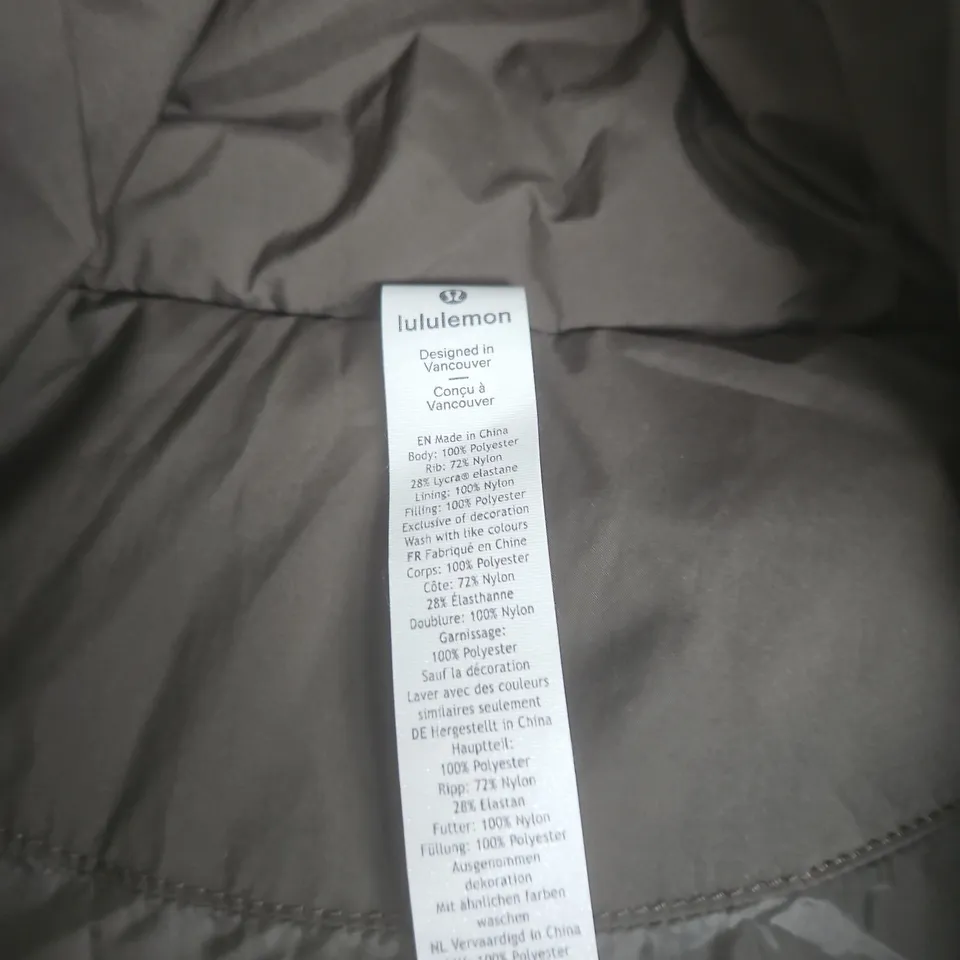 lululemon
Designed in
Vancouver
Conçu à
Vancouver
EN Made in China
Body: 100% Polyester
Rib: 72% Nylon
28% Lycra® elastane
Lining: 100% Nylon
Filling: 100% Polyester
Exclusive of decoration
Wash with like colours
FR Fabriqué en Chine
Corps: 100% Polyester
Côte: 72% Nylon
28% Élasthanne
Doublure: 100% Nylon
Garnissage:
100% Polyester
Sauf la décoration
Laver avec des couleurs
similaires seulement
DE Hergestellt in China
Hauptteil:
100% Polyester
Ripp: 72% Nylon
28% Elastan
Futter: 100% Nylon
Füllung: 100% Polyester
Ausgenommen
dekoration
Mit ähnlichen farben
waschen
NL Vervaardigd in China
100% Polyester